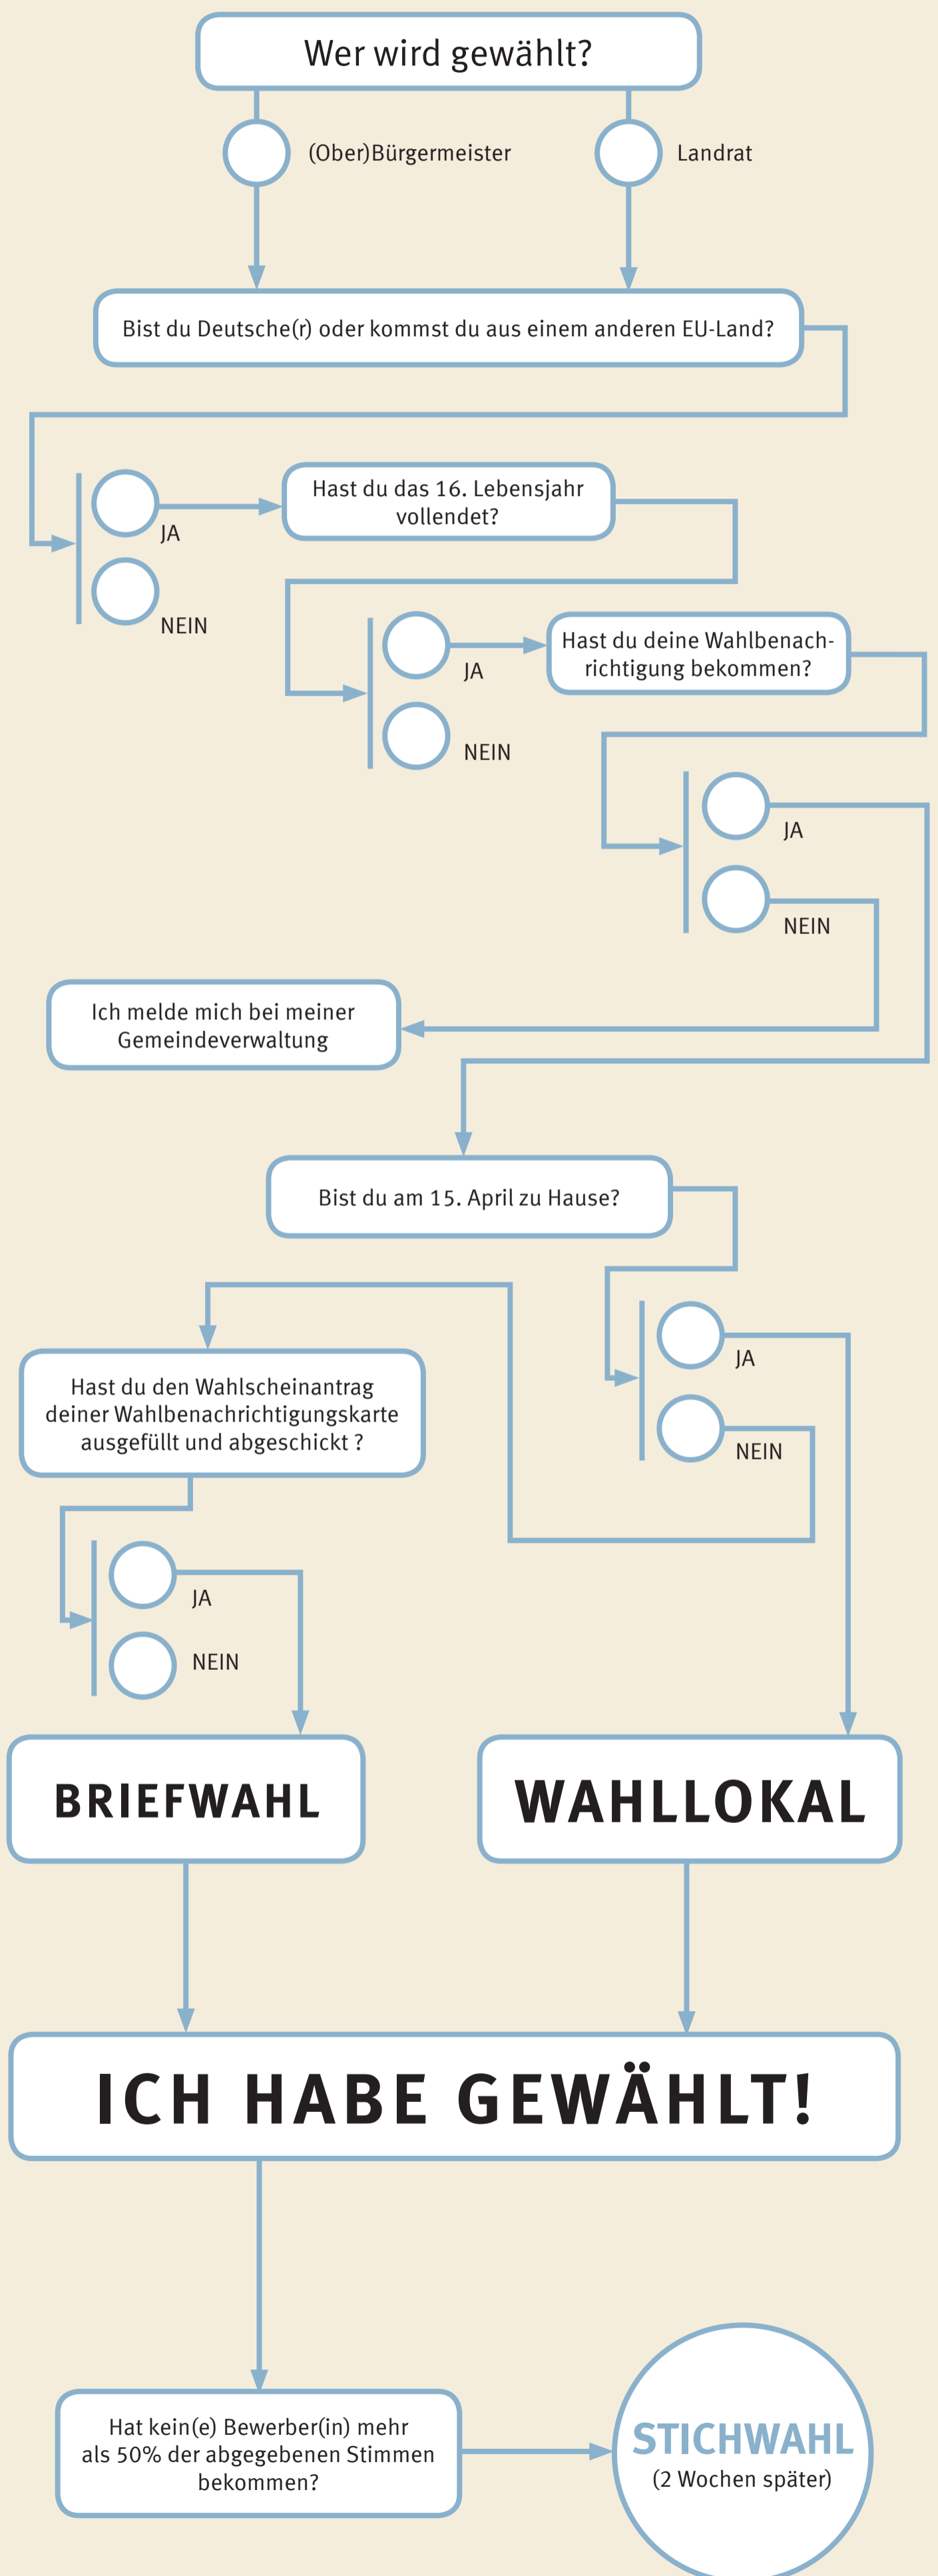 Wer wird gewählt?
(Ober)Bürgermeister
Landrat
Bist du Deutsche(r) oder kommst du aus einem anderen EU-Land?
Hast du das 16. Lebensjahr
vollendet?
JA
NEIN
Hast du deine Wahlbenach-
richtigung bekommen?
JA
NEIN
JA
NEIN
Ich melde mich bei meiner
Gemeindeverwaltung
Bist du am 15. April zu Hause?
JA
NEIN
Hast du den Wahlscheinantrag
deiner Wahlbenachrichtigungskarte
ausgefüllt und abgeschickt ?
JA
NEIN
BRIEFWAHL
WAHLLOKAL
ICH HABE GEWÄHLT!
Hat kein(e) Bewerber(in) mehr
als 50% der abgegebenen Stimmen
bekommen?
STICHWAHL
(2 Wochen später)